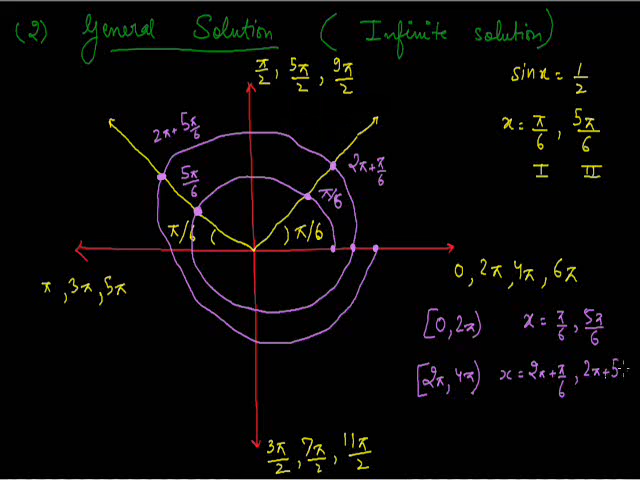 (2) General Solution (Infinite solution)
π/2, 5π/2, 9π/2
sinx = 1/2
x = π/6, 5π/6
I II
2π + 5π/6
2π + π/6
5π/6
π/6
π/6 ( ) π/6
0, 2π, 4π, 6π
π, 3π, 5π
[0, 2π) x = π/6, 5π/6
[2π, 4π) x = 2π + π/6, 2π + 5
3π/2, 7π/2, 11π/2